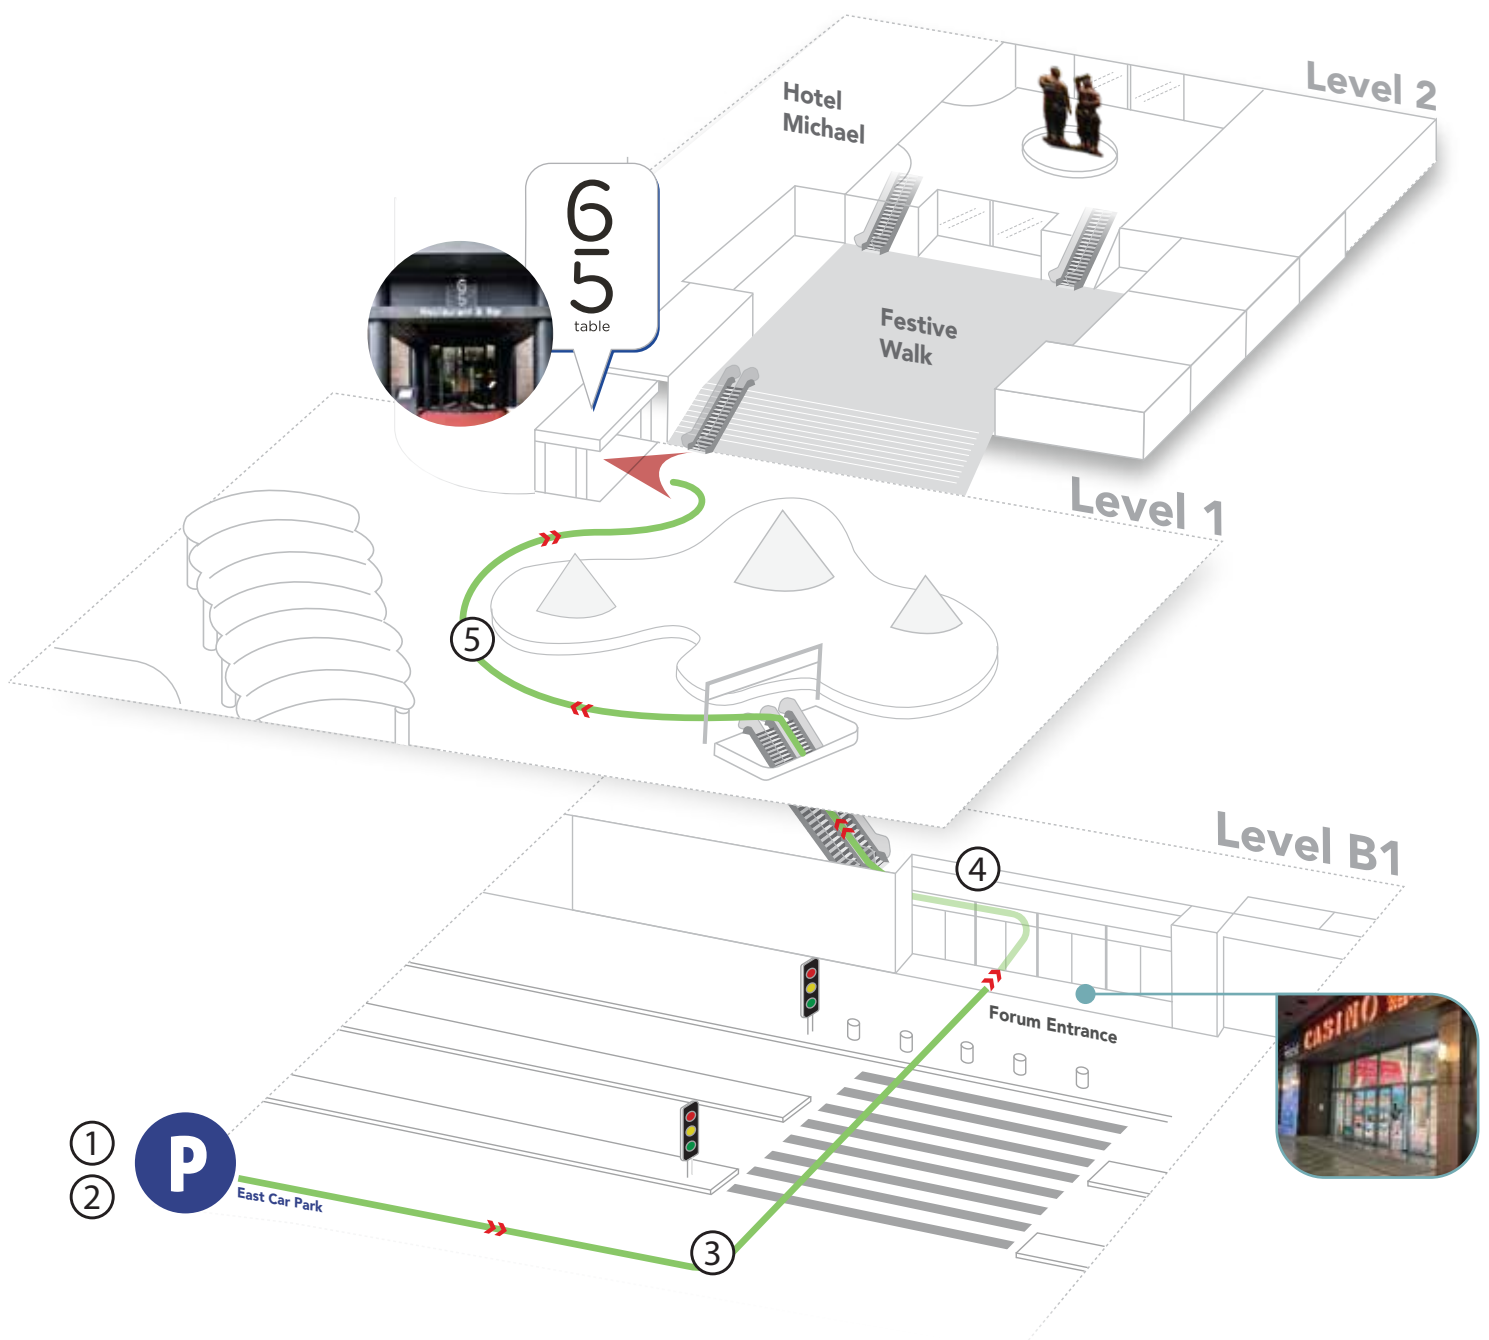 Level 2
Hotel
Michael
6
5
table
Festive
Walk
Level 1
5
Level B1
4
Forum Entrance
CASINO
1
2
P
East Car Park
3